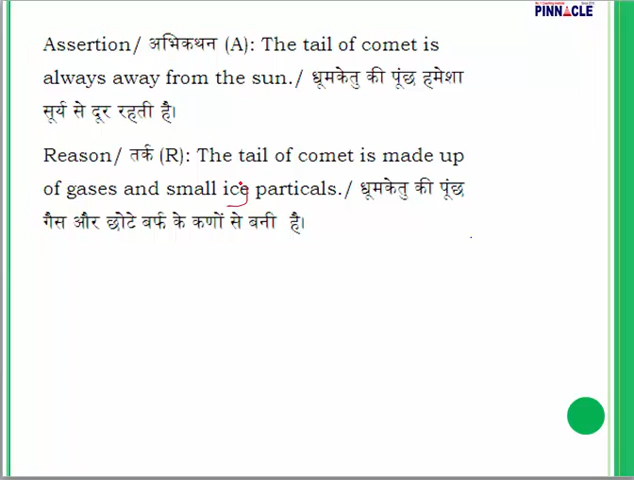 PINNACLE
Assertion/ अभिकथन (A): The tail of comet is
always away from the sun./ धूमकेतु की पूंछ हमेशा
सूर्य से दूर रहती है।
Reason/ तर्क (R): The tail of comet is made up
of gases and small ice particals./ धूमकेतु की पूंछ
गैस और छोटे बर्फ के कणों से बनी है।